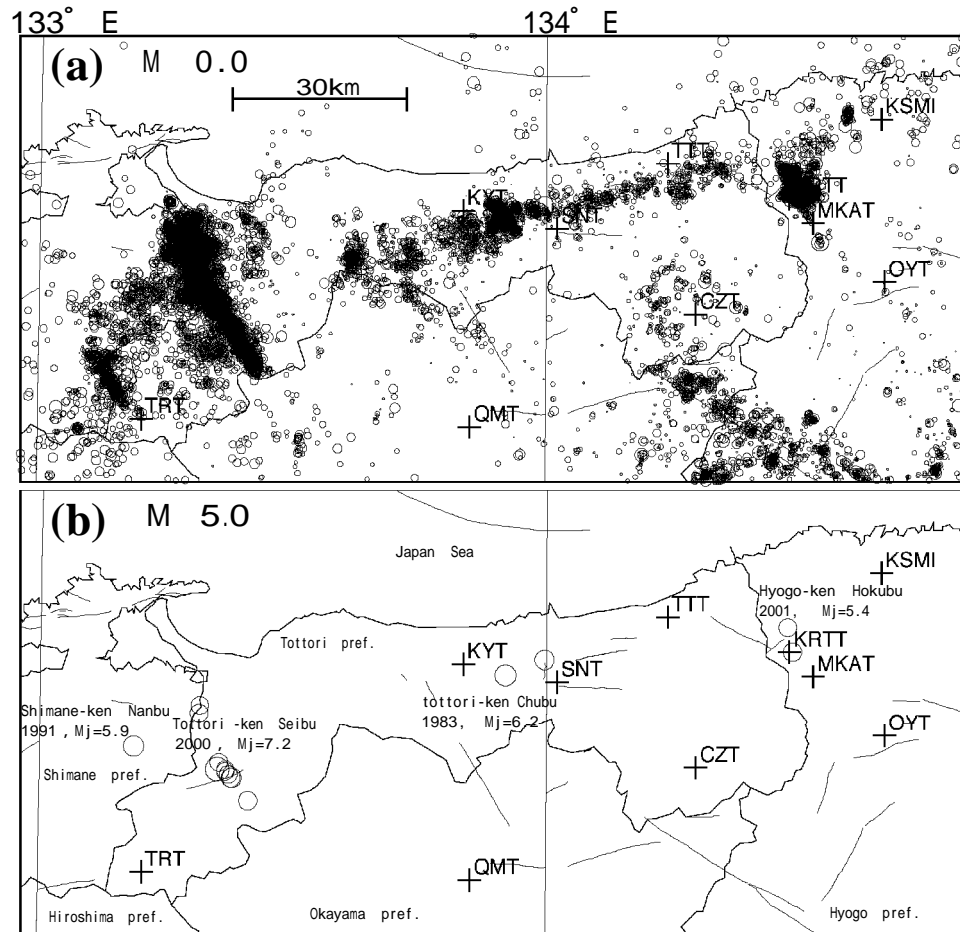 133° E 134° E
(a) M 0.0
30km
KSMI
TTT
TT
KYT
SNT
MKAT
OYT
CZT
TRT
QMT
(b) M 5.0
Japan Sea
KSMI
Hyogo-ken Hokubu
2001, Mj=5.4
TTT
Tottori pref.
KRTT
KYT
MKAT
SNT
tottori-ken Chubu
1983, Mj=6.2
Shimane-ken Nanbu
1991, Mj=5.9
Tottori -ken Seibu
2000, Mj=7.2
OYT
Shimane pref.
CZT
TRT
QMT
Hiroshima pref.
Okayama pref.
Hyogo pref.